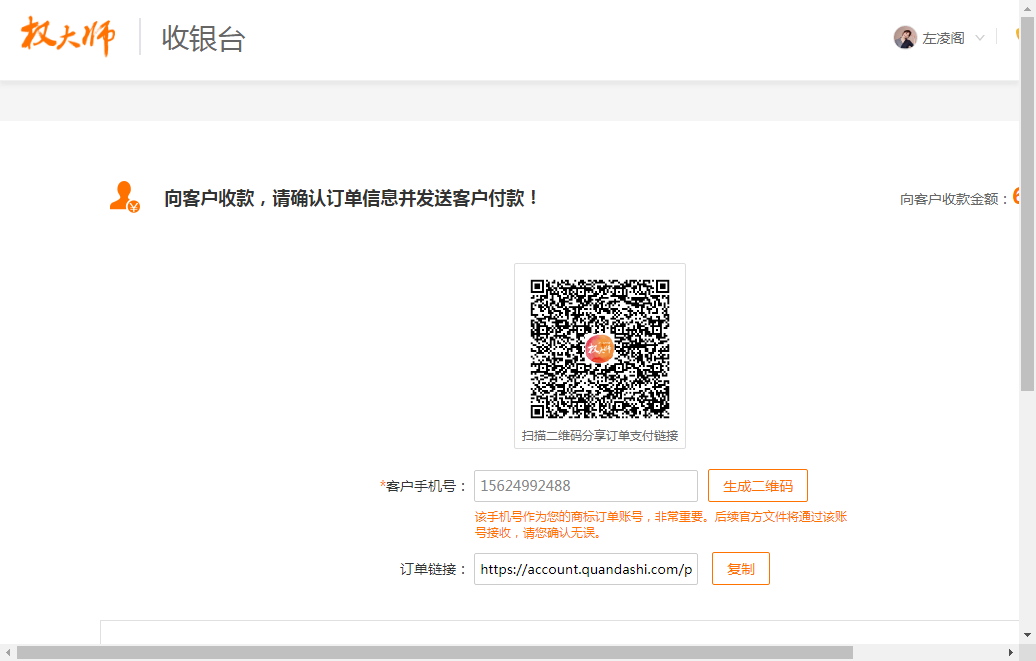 权大师
收银台
左凌阁
向客户收款，请确认订单信息并发送客户付款！
向客户收款金额：
权大师
扫描二维码分享订单支付链接
*客户手机号：
15624992488
生成二维码
该手机号作为您的商标订单账号，非常重要。后续官方文件将通过该账
号接收，请您确认无误。
订单链接：
https://account.quandashi.com/p
复制